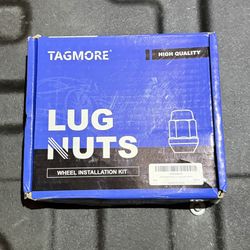 TAGMORE®
HIGH QUALITY
LUG
NUTS
WHEEL INSTALLATION KIT